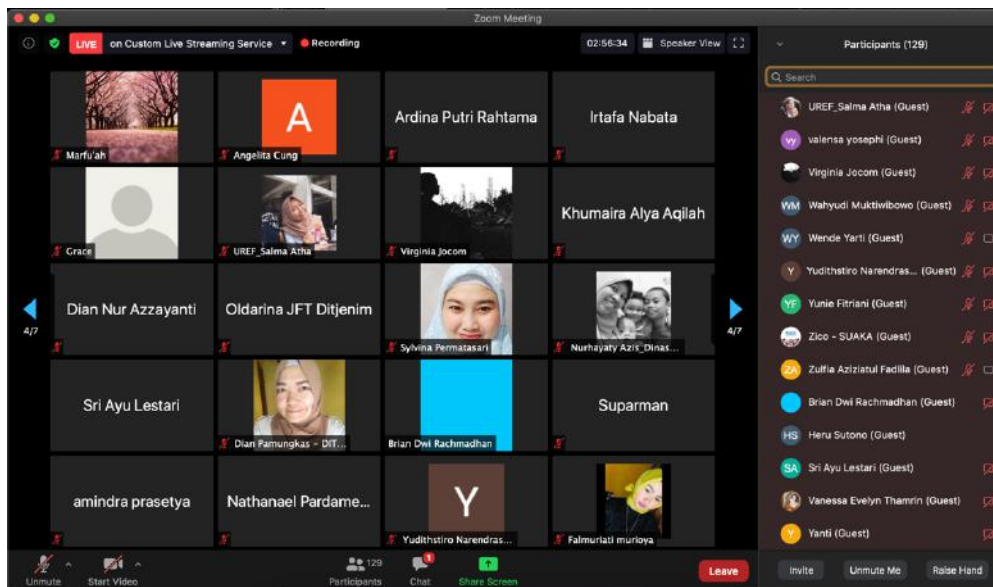 Zoom Meeting
LIVE on Custom Live Streaming Service
Recording
02:56:34 Speaker View
Marfu'ah
A
Angelita Cung
Ardina Putri Rahtama
Irtafa Nabata
Grace
UREF_Salma Atha
Virginia Jocom
Khumaira Alya Aqilah
Dian Nur Azzayanti
Oldarina JFT Ditjenim
Sylvina Permatasari
Nurhayaty Azis_Dinas...
4/7
4/7
Sri Ayu Lestari
Dian Pamungkas - DIT...
Brian Dwi Rachmadhan
Suparman
amindra prasetya
Nathanael Pardame...
Y
Yudithstiro Narendras...
Falmuriati murioya
Unmute
Start Video
129
Participants
1
Chat
Share Screen
Leave
Participants (129)
Search
UREF_Salma Atha (Guest)
vy valensa yosephi (Guest)
Virginia Jocom (Guest)
WM Wahyudi Muktiwibowo (Guest)
WY Wende Yarti (Guest)
Y Yudithstiro Narendras... (Guest)
YF Yunie Fitriani (Guest)
Zico - SUAKA (Guest)
ZA Zulfia Aziziatul Fadlila (Guest)
Brian Dwi Rachmadhan (Guest)
HS Heru Sutono (Guest)
SA Sri Ayu Lestari (Guest)
Vanessa Evelyn Thamrin (Guest)
Y Yanti (Guest)
Invite
Unmute Me
Raise Hand